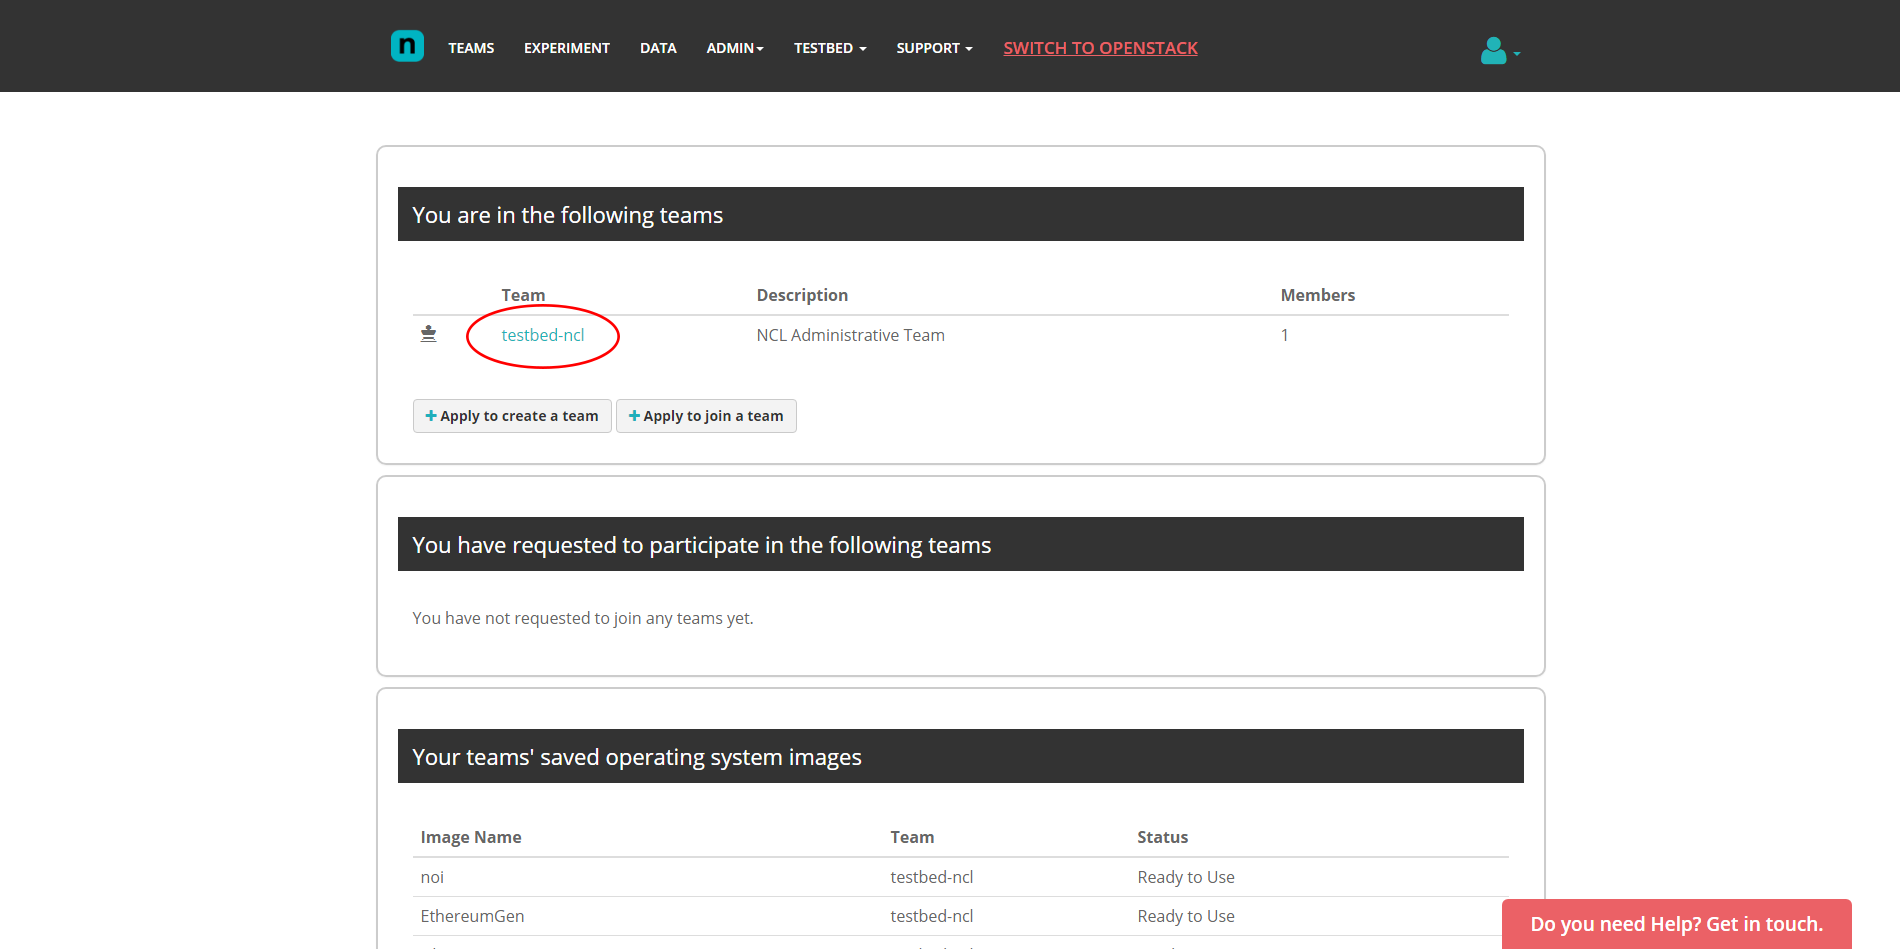 n TEAMS EXPERIMENT DATA ADMIN TESTBED SUPPORT SWITCH TO OPENSTACK
You are in the following teams
Team Description Members
testbed-ncl NCL Administrative Team 1
+ Apply to create a team + Apply to join a team
You have requested to participate in the following teams
You have not requested to join any teams yet.
Your teams' saved operating system images
Image Name Team Status
noi testbed-ncl Ready to Use
EthereumGen testbed-ncl Ready to Use
Do you need Help? Get in touch.